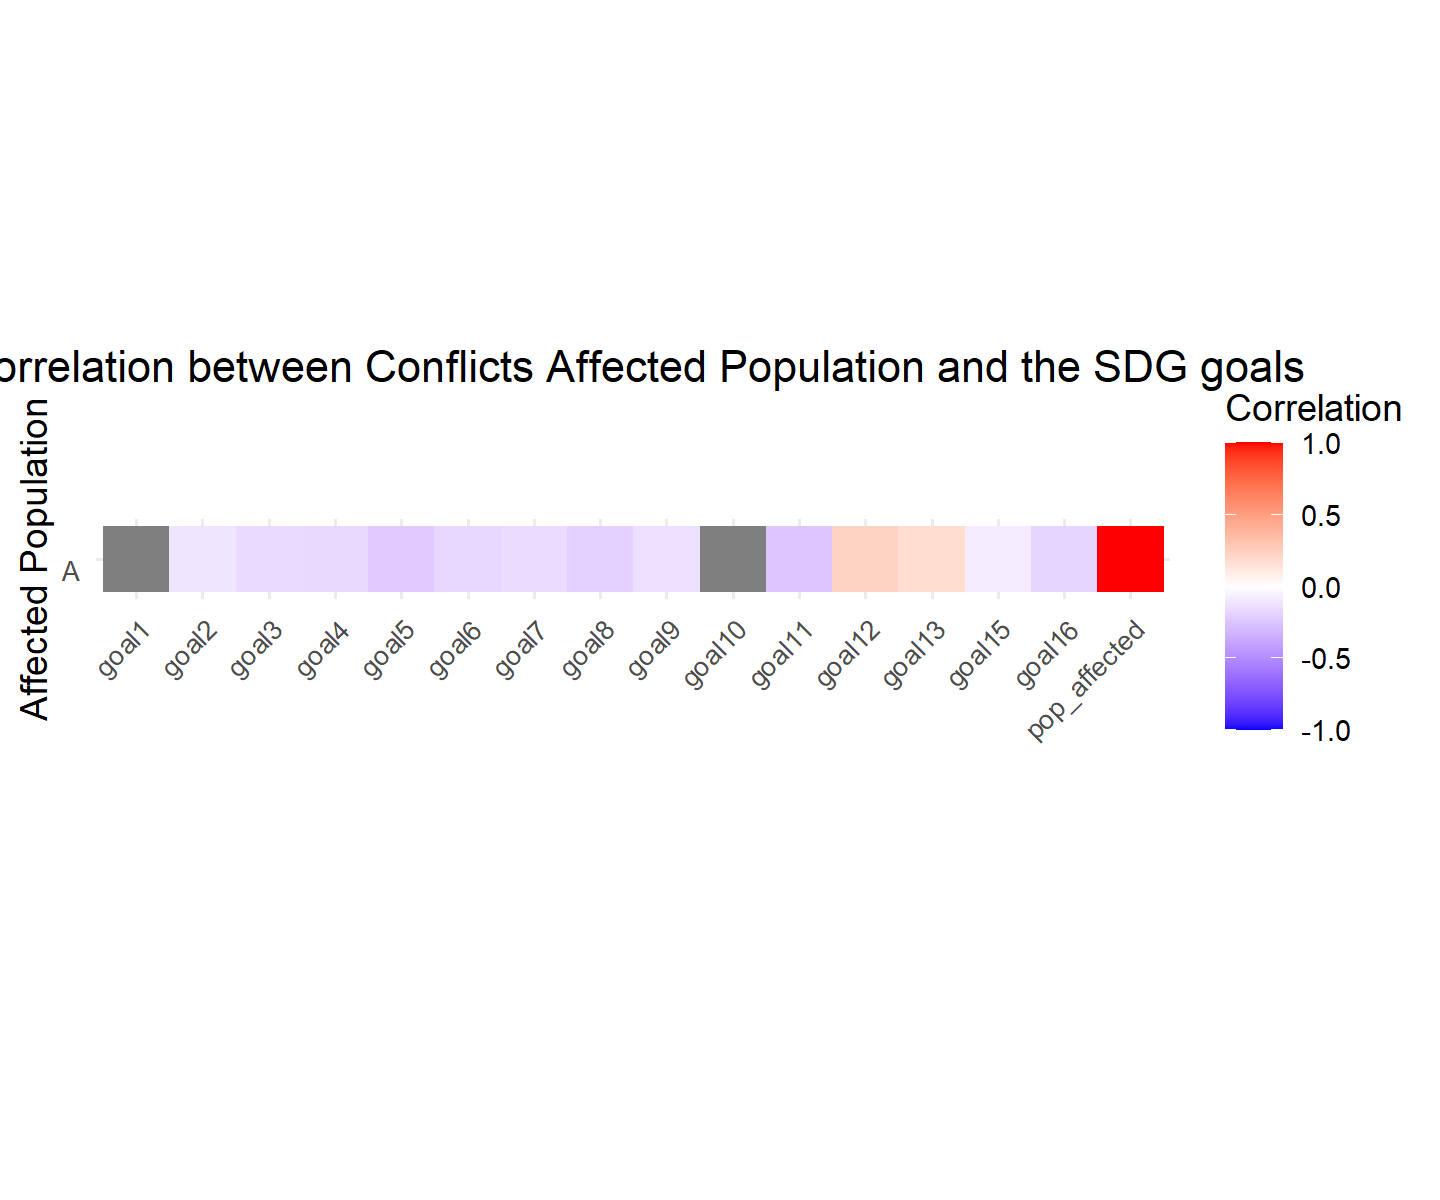 orrelation between Conflicts Affected Population and the SDG goals
Affected Population
A
goal1
goal2
goal3
goal4
goal5
goal6
goal7
goal8
goal9
goal10
goal11
goal12
goal13
goal15
goal16
pop_affected
Correlation
1.0
0.5
0.0
-0.5
-1.0